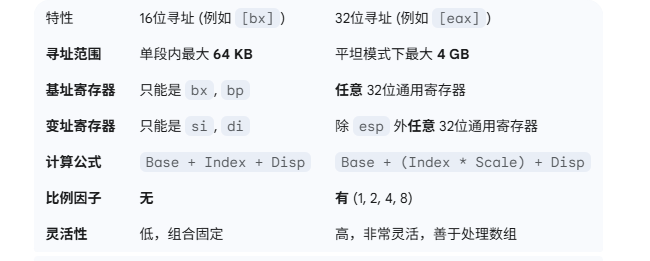 特性 16位寻址 (例如 [bx] ) 32位寻址 (例如 [eax] )
寻址范围 单段内最大 64 KB 平坦模式下最大 4 GB
基址寄存器 只能是 bx , bp 任意 32位通用寄存器
变址寄存器 只能是 si , di 除 esp 外任意 32位通用寄存器
计算公式 Base + Index + Disp Base + (Index * Scale) + Disp
比例因子 无 有 (1, 2, 4, 8)
灵活性 低，组合固定 高，非常灵活，善于处理数组